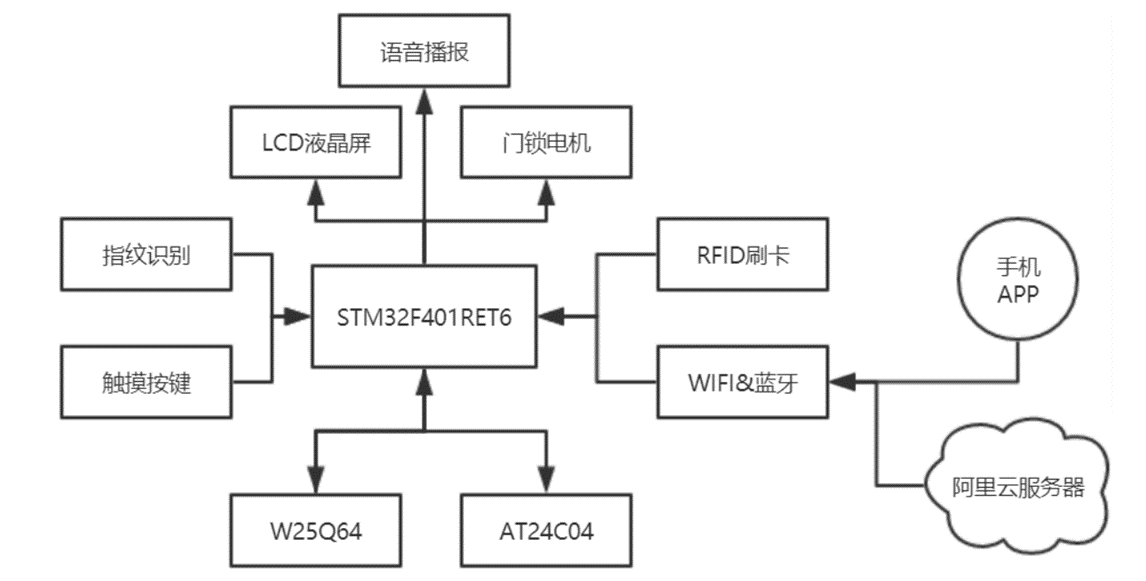 语音播报
LCD液晶屏
门锁电机
指纹识别
RFID刷卡
手机
APP
STM32F401RET6
触摸按键
WIFI&蓝牙
阿里云服务器
W25Q64
AT24C04